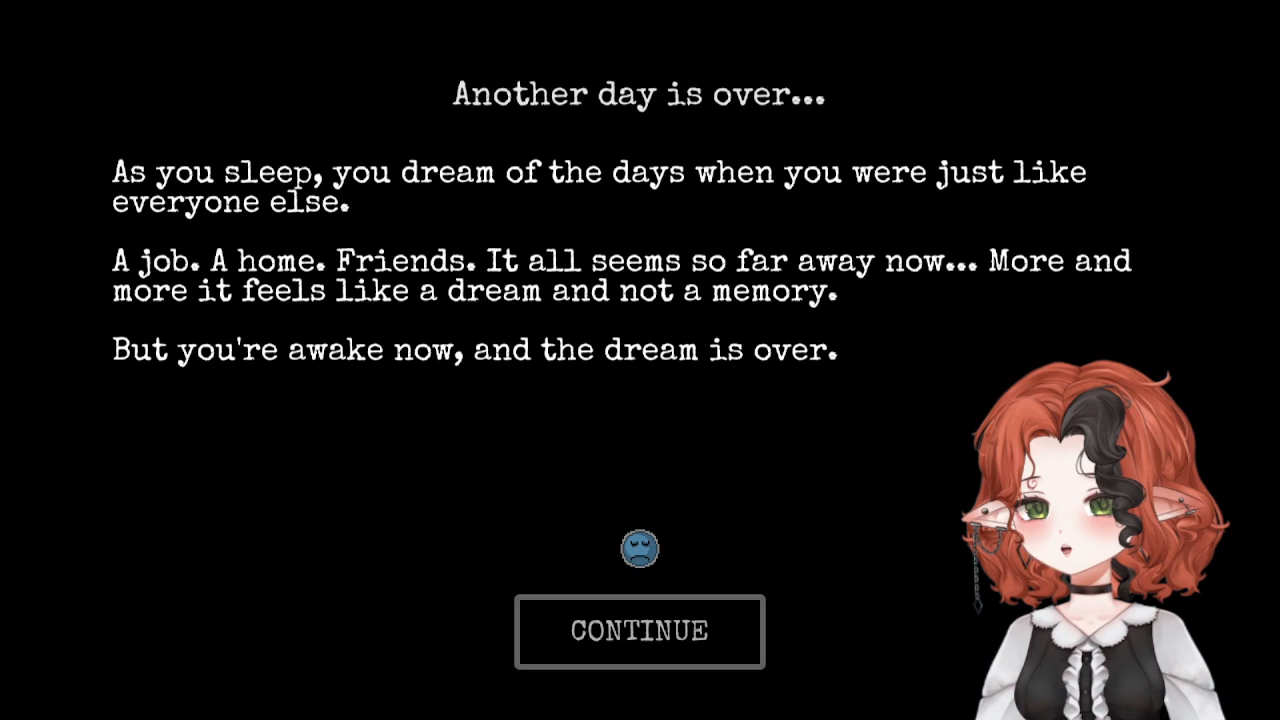 Another day is over...
As you sleep, you dream of the days when you were just like
everyone else.
A job. A home. Friends. It all seems so far away now... More and
more it feels like a dream and not a memory.
But you're awake now, and the dream is over.
CONTINUE